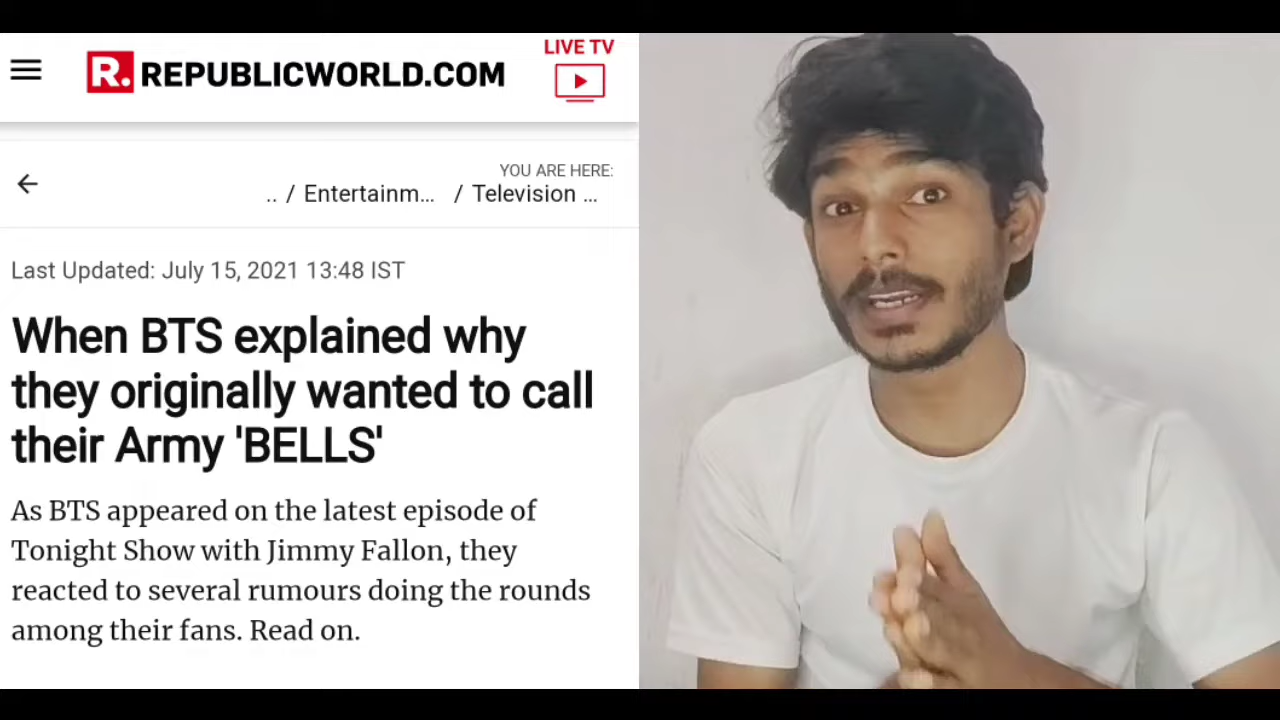 LIVE TV
R. REPUBLICWORLD.COM
YOU ARE HERE:
.. / Entertainm... / Television ...
Last Updated: July 15, 2021 13:48 IST
When BTS explained why
they originally wanted to call
their Army 'BELLS'
As BTS appeared on the latest episode of
Tonight Show with Jimmy Fallon, they
reacted to several rumours doing the rounds
among their fans. Read on.